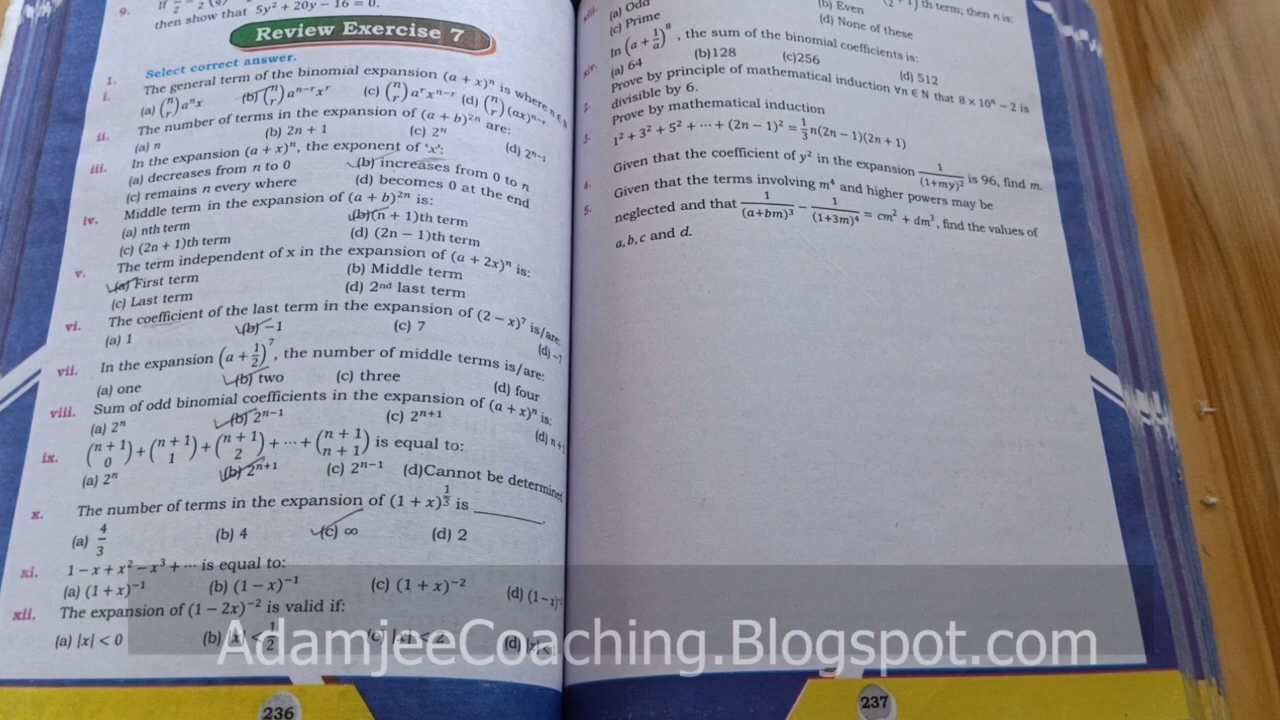 9.
then show that 5y² + 20y − 16 = 0.
Review Exercise 7
1. Select correct answer.
i. The general term of the binomial expansion (a + x)ⁿ is where n ∈ N
(a) (n r) aⁿx (b) (n r) aⁿ⁻ʳxʳ (c) (n r) aʳxⁿ⁻ʳ (d) (n r) (ax)ⁿ⁻ʳ
ii. The number of terms in the expansion of (a + b)²ⁿ are:
(a) n (b) 2n + 1 (c) 2ⁿ (d) 2ⁿ⁻¹
iii. In the expansion (a + x)ⁿ, the exponent of 'x':
(a) decreases from n to 0 (b) increases from 0 to n
(c) remains n every where (d) becomes 0 at the end
iv. Middle term in the expansion of (a + b)²ⁿ is:
(a) nth term (b) (n + 1)th term
(c) (2n + 1)th term (d) (2n − 1)th term
v. The term independent of x in the expansion of (a + 2x)ⁿ is:
(a) First term (b) Middle term
(c) Last term (d) 2nd last term
vi. The coefficient of the last term in the expansion of (2 − x)⁷ is/are:
(a) 1 (b) −1 (c) 7 (d) −7
vii. In the expansion (a + 1/2)⁷, the number of middle terms is/are:
(a) one (b) two (c) three (d) four
viii. Sum of odd binomial coefficients in the expansion of (a + x)ⁿ is:
(a) 2ⁿ (b) 2ⁿ⁻¹ (c) 2ⁿ⁺¹ (d) n+1
ix. (n + 1 0) + (n + 1 1) + (n + 1 2) + ⋯ + (n + 1 n + 1) is equal to:
(a) 2ⁿ (b) 2ⁿ⁺¹ (c) 2ⁿ⁻¹ (d)Cannot be determined
x. The number of terms in the expansion of (1 + x)^(1/3) is ______.
(a) 4/3 (b) 4 (c) ∞ (d) 2
xi. 1 − x + x² − x³ + ⋯ is equal to:
(a) (1 + x)⁻¹ (b) (1 − x)⁻¹ (c) (1 + x)⁻² (d) (1 − x)
xii. The expansion of (1 − 2x)⁻² is valid if:
(a) |x| < 0 (b) |x| < 1/2 (c) |x| < 2 (d) |x| <
236
th term; then n is:
xiii. (a) Odd (b) Even
(c) Prime (d) None of these
xiv. In (a + 1/a)⁸, the sum of the binomial coefficients is:
(a) 64 (b)128 (c)256 (d) 512
2. Prove by principle of mathematical induction ∀n ∈ N that 8 × 10ⁿ − 2 is
divisible by 6.
3. Prove by mathematical induction
1² + 3² + 5² + ⋯ + (2n − 1)² = 1/3 n(2n − 1)(2n + 1)
4. Given that the coefficient of y² in the expansion 1/(1+my)² is 96, find m.
5. Given that the terms involving m⁴ and higher powers may be
neglected and that 1/(a+bm)³ − 1/(1+3m)⁴ = cm² + dm³, find the values of
a, b, c and d.
237
AdamjeeCoaching.Blogspot.com